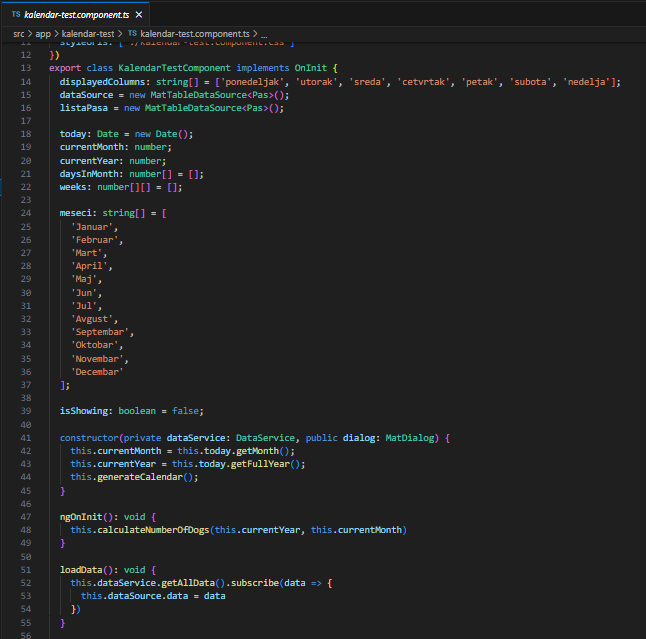 TS kalendar-test.component.ts ×
src > app > kalendar-test > TS kalendar-test.component.ts > ...
11 styleUrls: ['./kalendar-test.component.css']
12 })
13 export class KalendarTestComponent implements OnInit {
14 displayedColumns: string[] = ['ponedeljak', 'utorak', 'sreda', 'cetvrtak', 'petak', 'subota', 'nedelja'];
15 dataSource = new MatTableDataSource<Pas>();
16 listaPasa = new MatTableDataSource<Pas>();
17
18 today: Date = new Date();
19 currentMonth: number;
20 currentYear: number;
21 daysInMonth: number[] = [];
22 weeks: number[][] = [];
23
24 meseci: string[] = [
25 'Januar',
26 'Februar',
27 'Mart',
28 'April',
29 'Maj',
30 'Jun',
31 'Jul',
32 'Avgust',
33 'Septembar',
34 'Oktobar',
35 'Novembar',
36 'Decembar'
37 ];
38
39 isShowing: boolean = false;
40
41 constructor(private dataService: DataService, public dialog: MatDialog) {
42 this.currentMonth = this.today.getMonth();
43 this.currentYear = this.today.getFullYear();
44 this.generateCalendar();
45 }
46
47 ngOnInit(): void {
48 this.calculateNumberOfDogs(this.currentYear, this.currentMonth)
49 }
50
51 loadData(): void {
52 this.dataService.getAllData().subscribe(data => {
53 this.dataSource.data = data
54 })
55 }
56